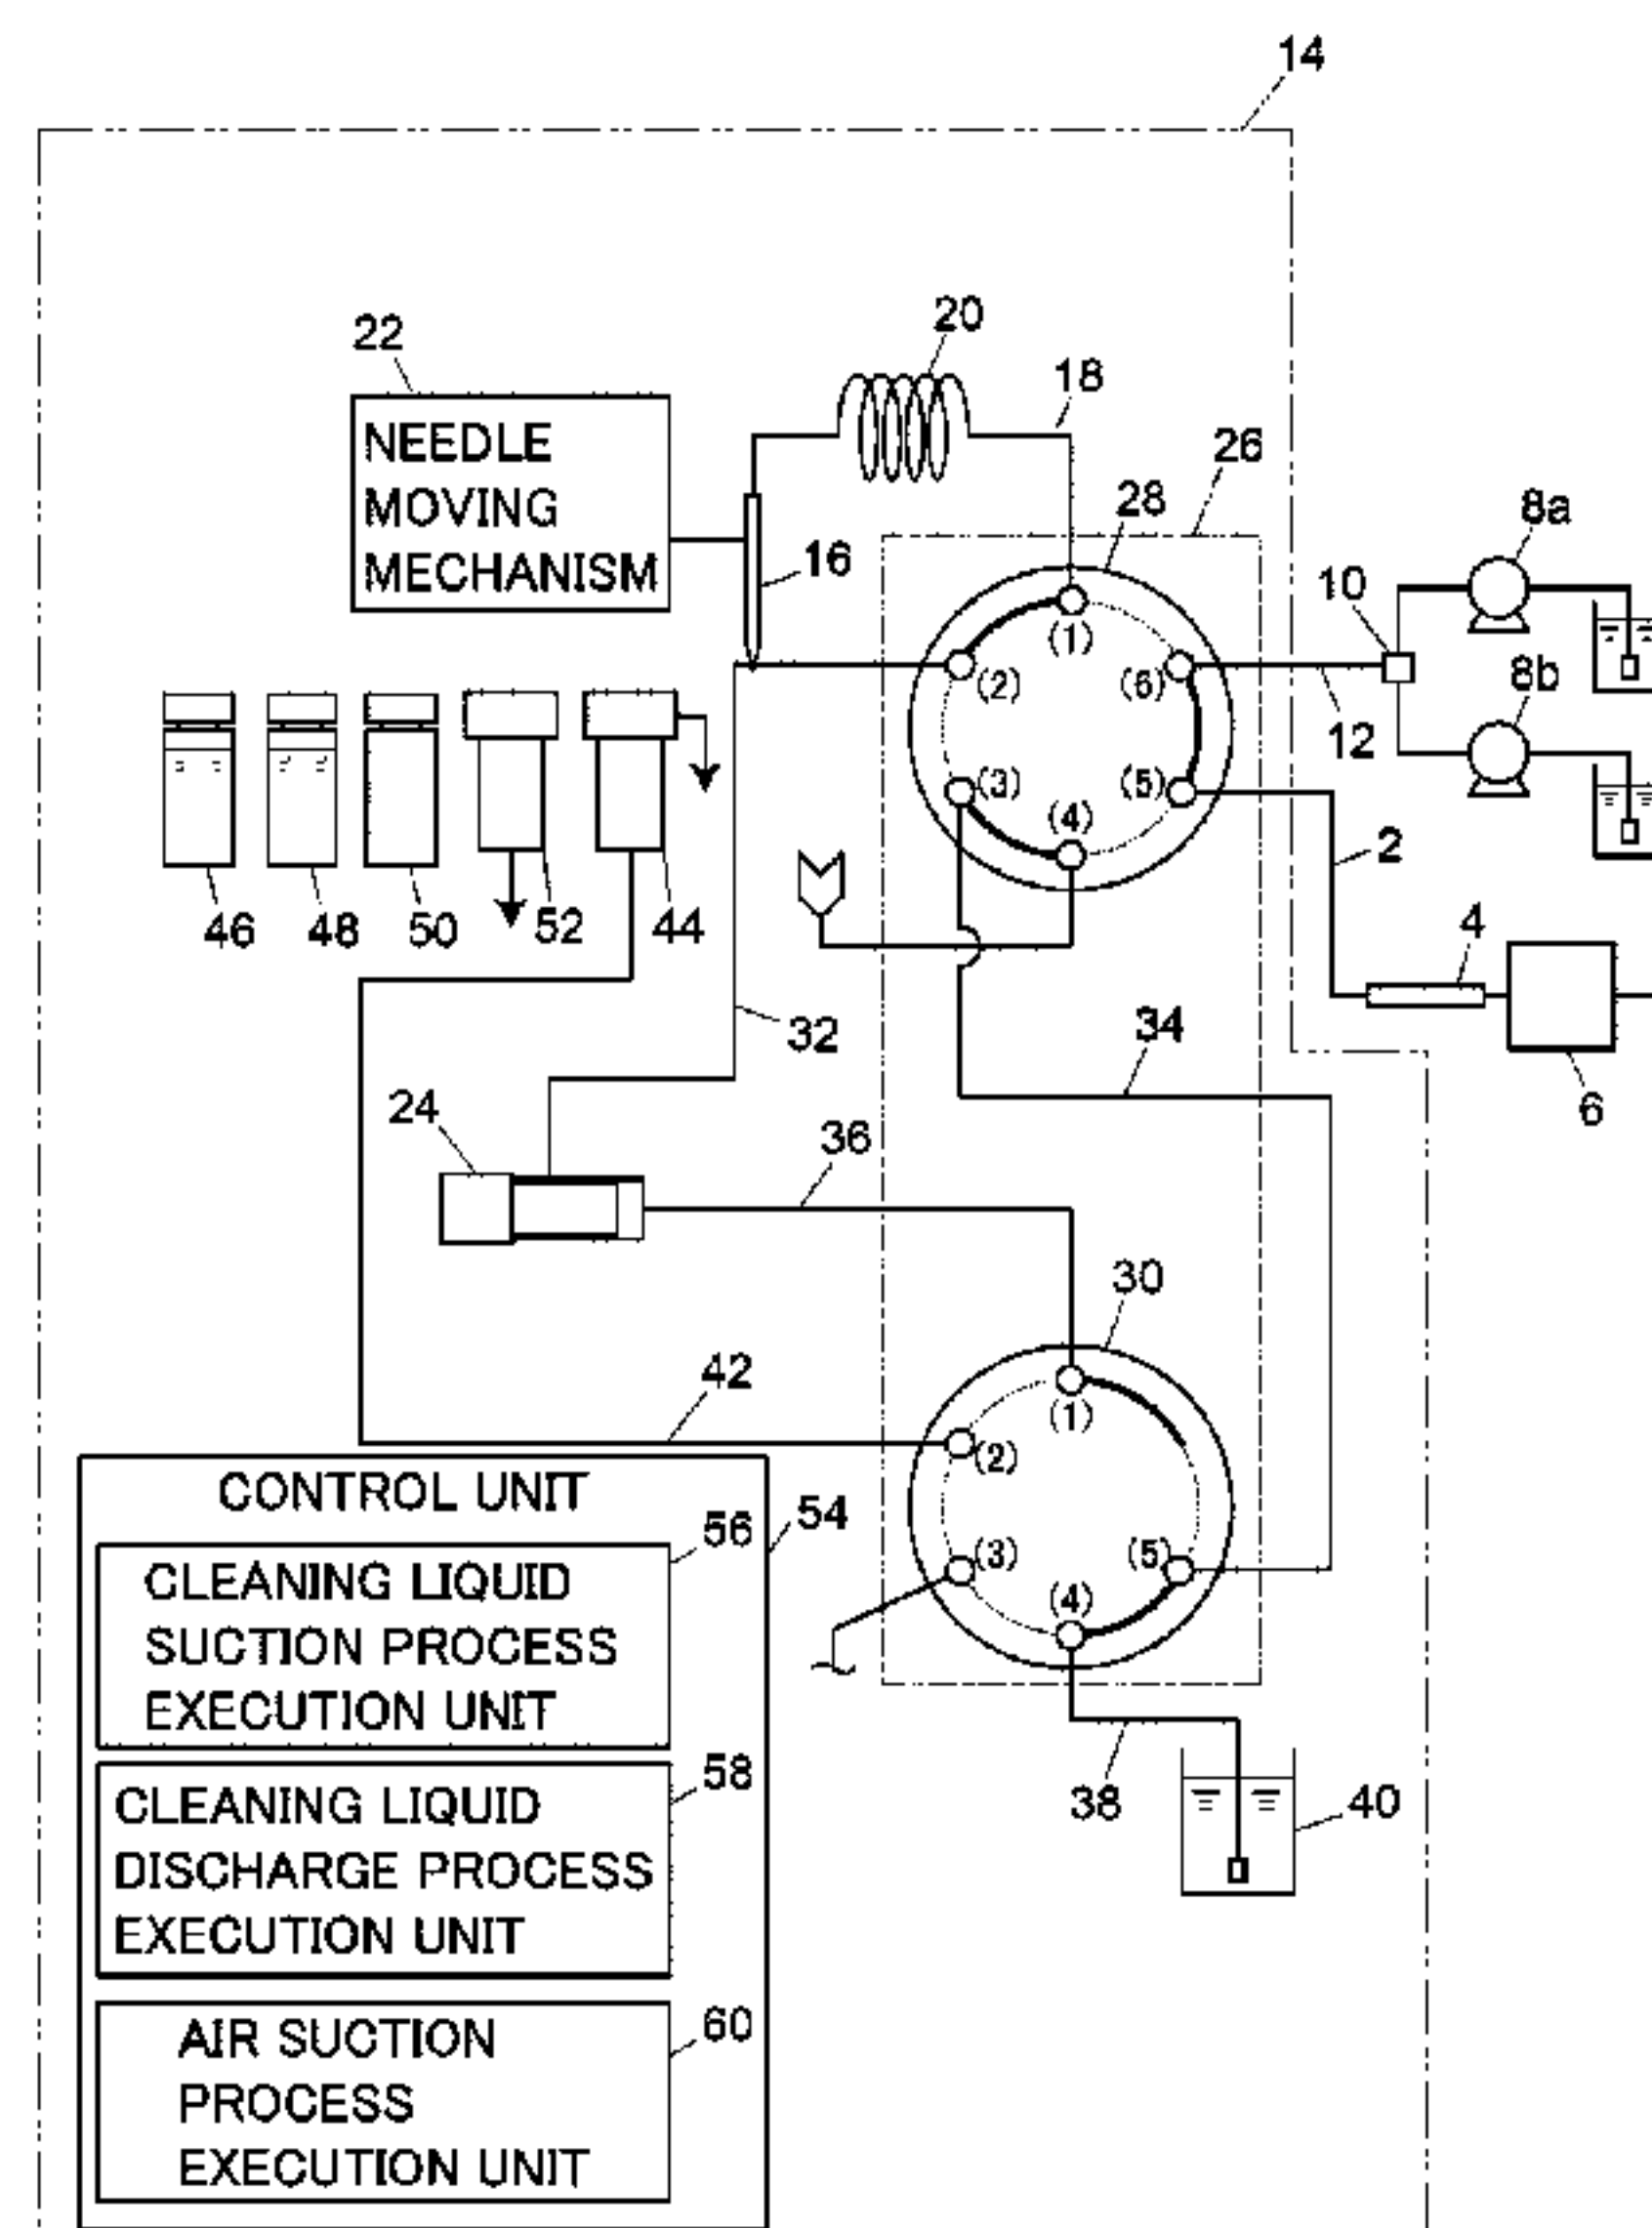 14
20
22
18
NEEDLE
MOVING
MECHANISM
26
28
8a
16
10
(1)
(2)
(6)
8b
12
(3)
(5)
(4)
2
46
48
50
52
44
4
32
34
6
24
36
30
42
(1)
(2)
CONTROL UNIT
54
56
(3)
(5)
CLEANING LIQUID
SUCTION PROCESS
EXECUTION UNIT
(4)
58
38
40
CLEANING LIQUID
DISCHARGE PROCESS
EXECUTION UNIT
60
AIR SUCTION
PROCESS
EXECUTION UNIT